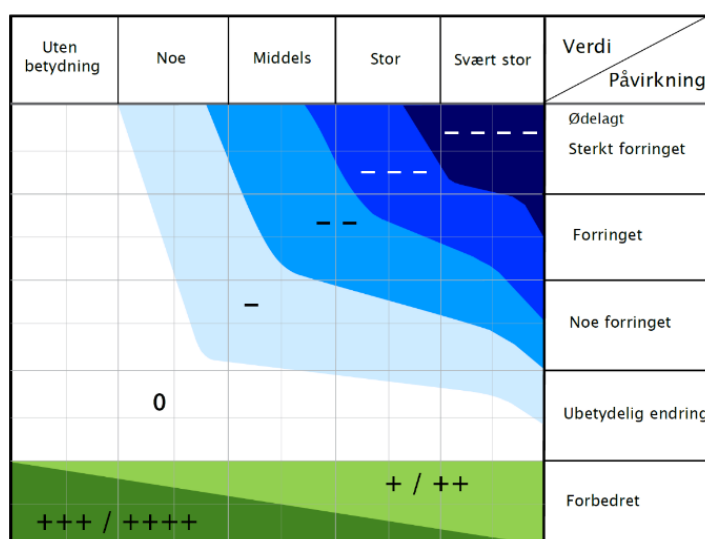 Uten
betydning
Noe
Middels
Stor
Svært stor
Verdi
Påvirkning
Ødelagt
Sterkt forringet
– – – –
– – –
– –
Forringet
–
Noe forringet
0
Ubetydelig endring
+ / ++
Forbedret
+++ / ++++